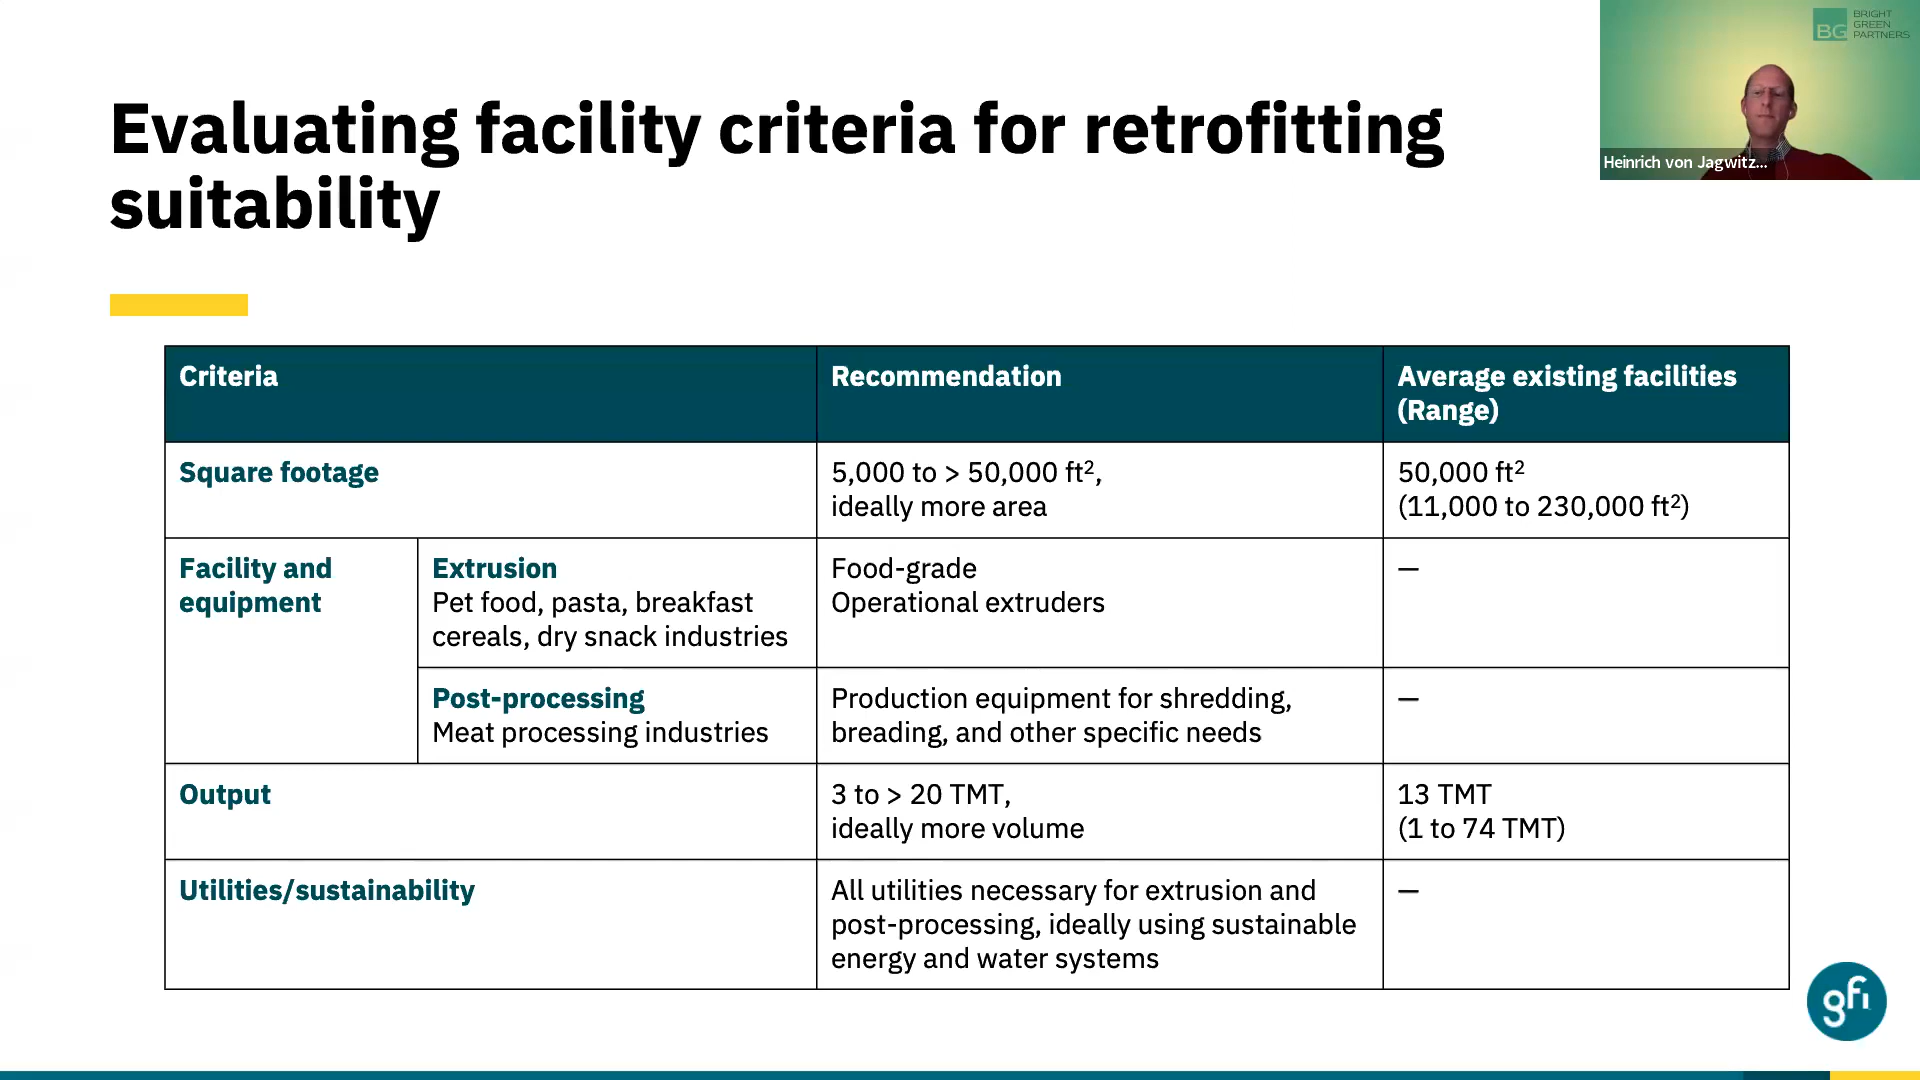 BG BRIGHT
GREEN
PARTNERS
Heinrich von Jagwitz...
Evaluating facility criteria for retrofitting
suitability
Criteria
Recommendation
Average existing facilities
(Range)
Square footage
5,000 to > 50,000 ft²,
ideally more area
50,000 ft²
(11,000 to 230,000 ft²)
Facility and
equipment
Extrusion
Pet food, pasta, breakfast
cereals, dry snack industries
Food-grade
Operational extruders
—
Post-processing
Meat processing industries
Production equipment for shredding,
breading, and other specific needs
—
Output
3 to > 20 TMT,
ideally more volume
13 TMT
(1 to 74 TMT)
Utilities/sustainability
All utilities necessary for extrusion and
post-processing, ideally using sustainable
energy and water systems
—
gfi